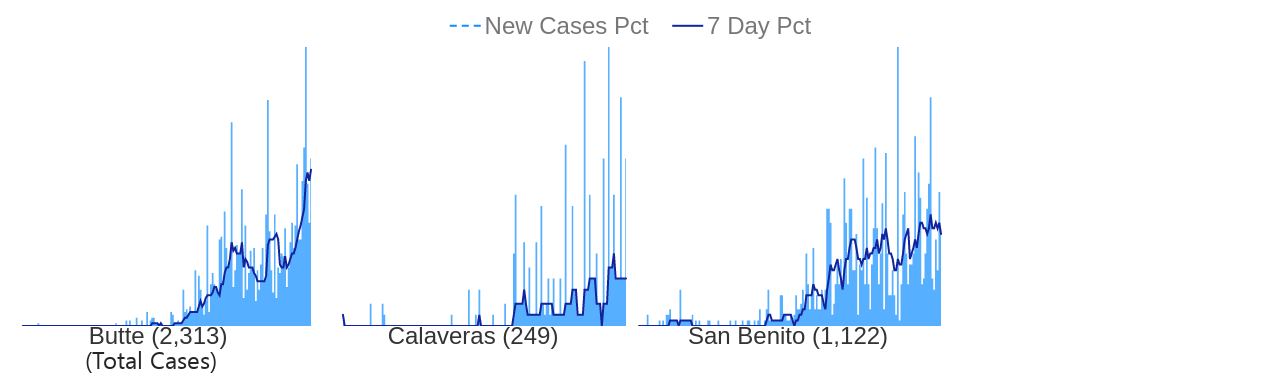 New Cases Pct 7 Day Pct
Butte (2,313) Calaveras (249) San Benito (1,122)
(Total Cases)